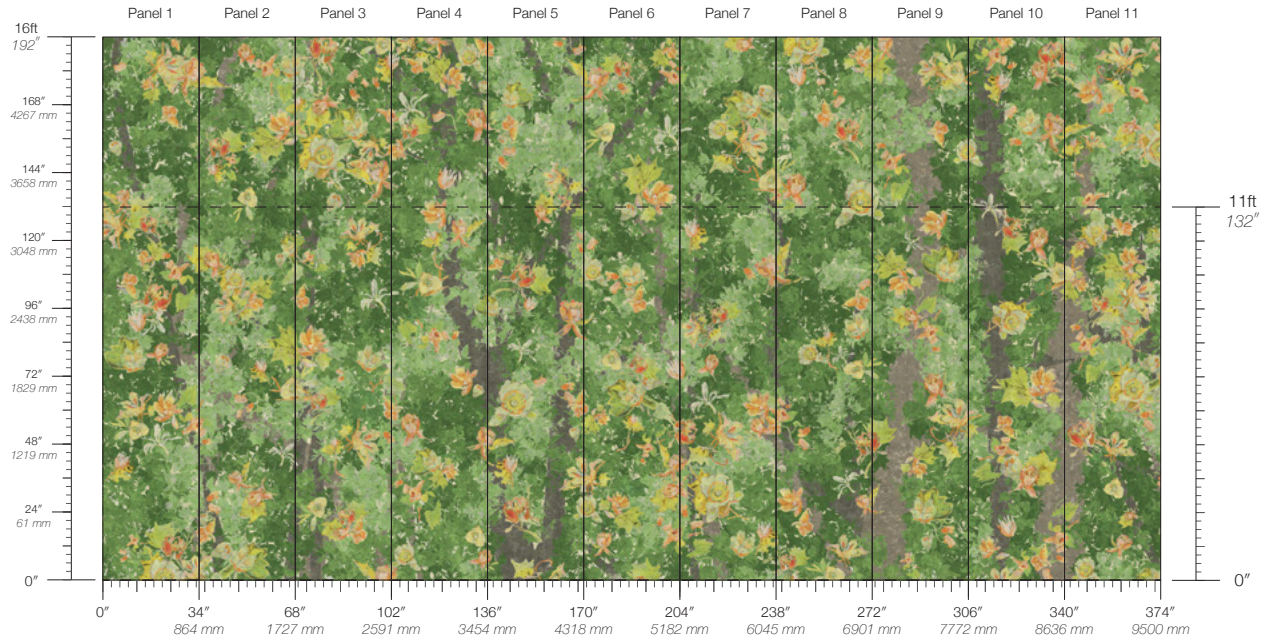 Panel 1 Panel 2 Panel 3 Panel 4 Panel 5 Panel 6 Panel 7 Panel 8 Panel 9 Panel 10 Panel 11
16ft
192"
168"
4267 mm
144"
3658 mm
120"
3048 mm
96"
2438 mm
72"
1829 mm
48"
1219 mm
24"
61 mm
0"
11ft
132"
0"
0" 34" 68" 102" 136" 170" 204" 238" 272" 306" 340" 374"
864 mm 1727 mm 2591 mm 3454 mm 4318 mm 5182 mm 6045 mm 6901 mm 7772 mm 8636 mm 9500 mm